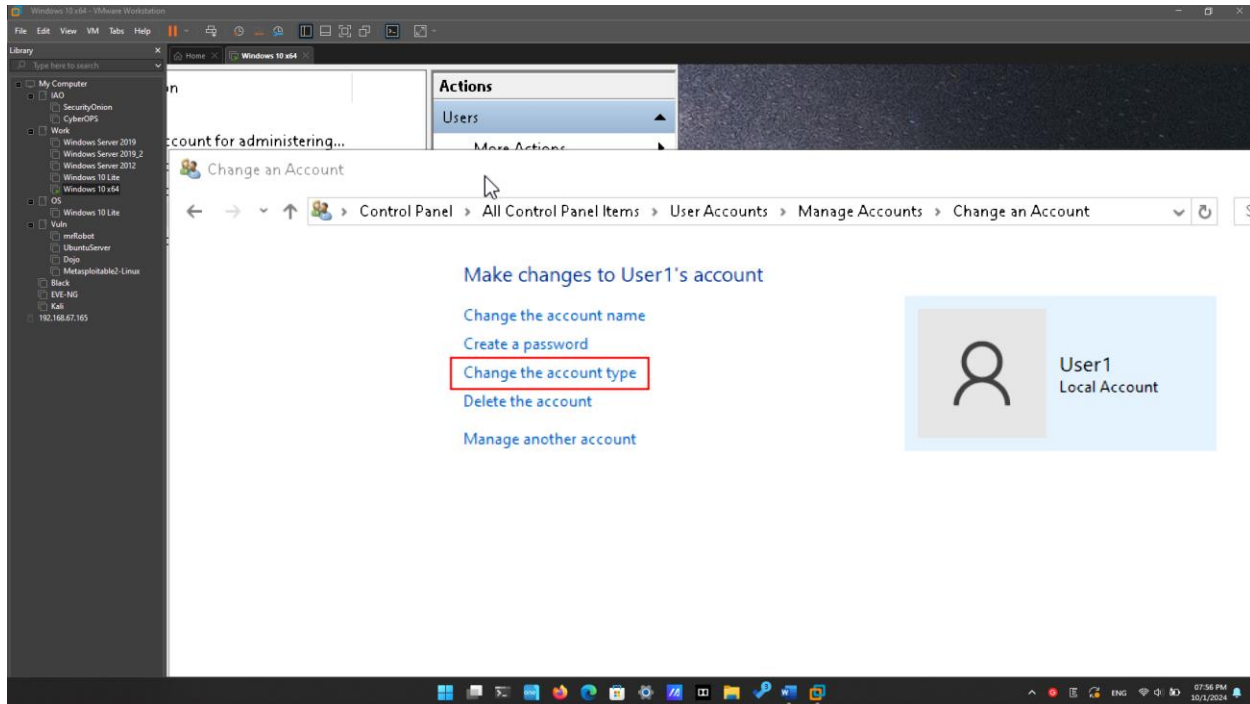 Windows 10 x64 - VMware Workstation
File Edit View VM Tabs Help
Library
Type here to search
My Computer
IAO
SecurityOnion
CyberOPS
Work
Windows Server 2019
Windows Server 2019_2
Windows Server 2012
Windows 10 Lite
Windows 10 x64
OS
Windows 10 Lite
Vuln
mrRobot
UbuntuServer
Dojo
Metasploitable2-Linux
Black
EVE-NG
Kali
192.168.67.165
Home Windows 10 x64
on
ccount for administering...
Actions
Users
More Actions
Change an Account
Control Panel > All Control Panel Items > User Accounts > Manage Accounts > Change an Account
Make changes to User1's account
Change the account name
Create a password
Change the account type
Delete the account
Manage another account
User1
Local Account
ENG
07:56 PM
10/1/2024